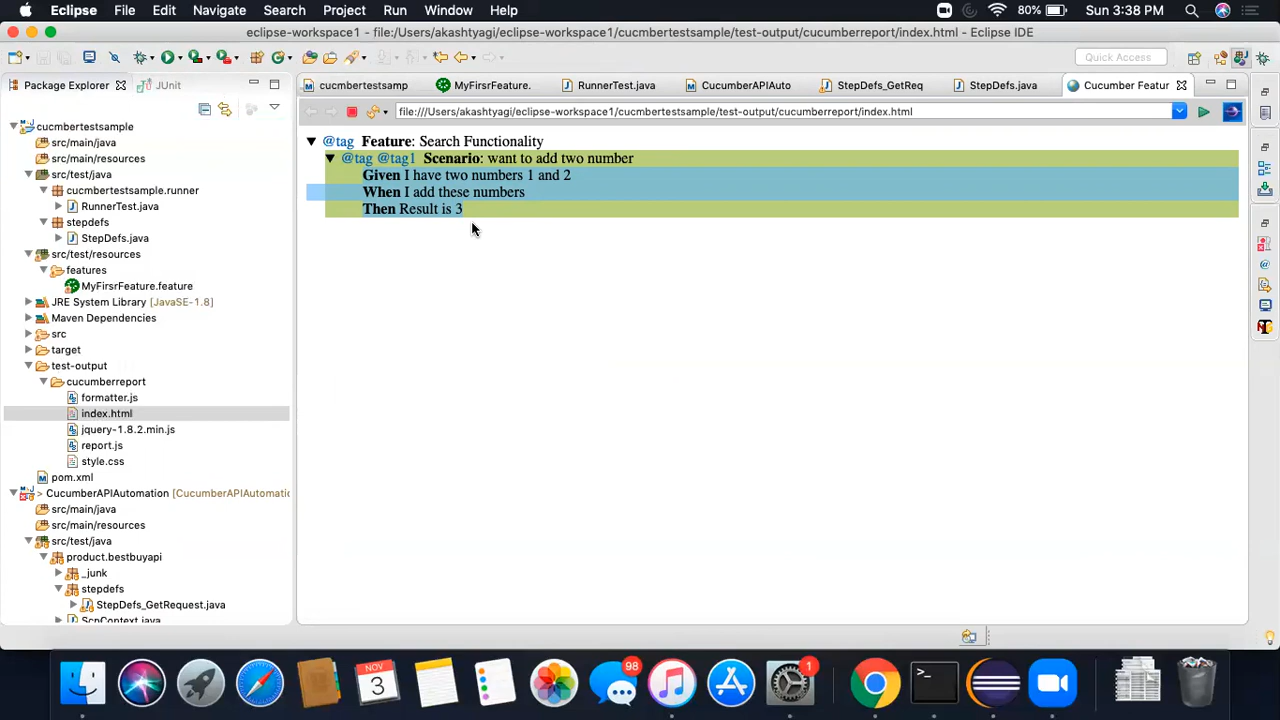 Eclipse File Edit Navigate Search Project Run Window Help 80% Sun 3:38 PM
eclipse-workspace1 - file:/Users/akashtyagi/eclipse-workspace1/cucmbertestsample/test-output/cucumberreport/index.html - Eclipse IDE
Quick Access
Package Explorer JUnit
cucmbertestsamp MyFirsrFeature. RunnerTest.java CucumberAPIAuto StepDefs_GetReq StepDefs.java Cucumber Featur
file:///Users/akashtyagi/eclipse-workspace1/cucmbertestsample/test-output/cucumberreport/index.html
cucmbertestsample
src/main/java
src/main/resources
src/test/java
cucmbertestsample.runner
RunnerTest.java
stepdefs
StepDefs.java
src/test/resources
features
MyFirsrFeature.feature
JRE System Library [JavaSE-1.8]
Maven Dependencies
src
target
test-output
cucumberreport
formatter.js
index.html
jquery-1.8.2.min.js
report.js
style.css
pom.xml
> CucumberAPIAutomation [CucumberAPIAutomatic
src/main/java
src/main/resources
src/test/java
product.bestbuyapi
_junk
stepdefs
StepDefs_GetRequest.java
ScnContext.java
@tag Feature: Search Functionality
@tag @tag1 Scenario: want to add two number
Given I have two numbers 1 and 2
When I add these numbers
Then Result is 3
NOV
3
98
1